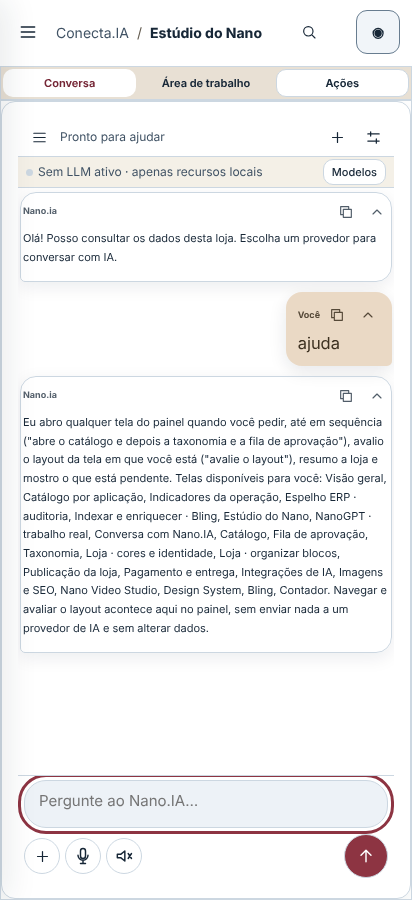 Conecta.IA / Estúdio do Nano
Conversa
Área de trabalho
Ações
Pronto para ajudar
Sem LLM ativo · apenas recursos locais
Modelos
Nano.ia
Olá! Posso consultar os dados desta loja. Escolha um provedor para
conversar com IA.
Você
ajuda
Nano.ia
Eu abro qualquer tela do painel quando você pedir, até em sequência
("abre o catálogo e depois a taxonomia e a fila de aprovação"), avalio
o layout da tela em que você está ("avalie o layout"), resumo a loja e
mostro o que está pendente. Telas disponíveis para você: Visão geral,
Catálogo por aplicação, Indicadores da operação, Espelho ERP ·
auditoria, Indexar e enriquecer · Bling, Estúdio do Nano, NanoGPT ·
trabalho real, Conversa com Nano.IA, Catálogo, Fila de aprovação,
Taxonomia, Loja · cores e identidade, Loja · organizar blocos,
Publicação da loja, Pagamento e entrega, Integrações de IA, Imagens
e SEO, Nano Video Studio, Design System, Bling, Contador. Navegar e
avaliar o layout acontece aqui no painel, sem enviar nada a um
provedor de IA e sem alterar dados.
Pergunte ao Nano.IA...